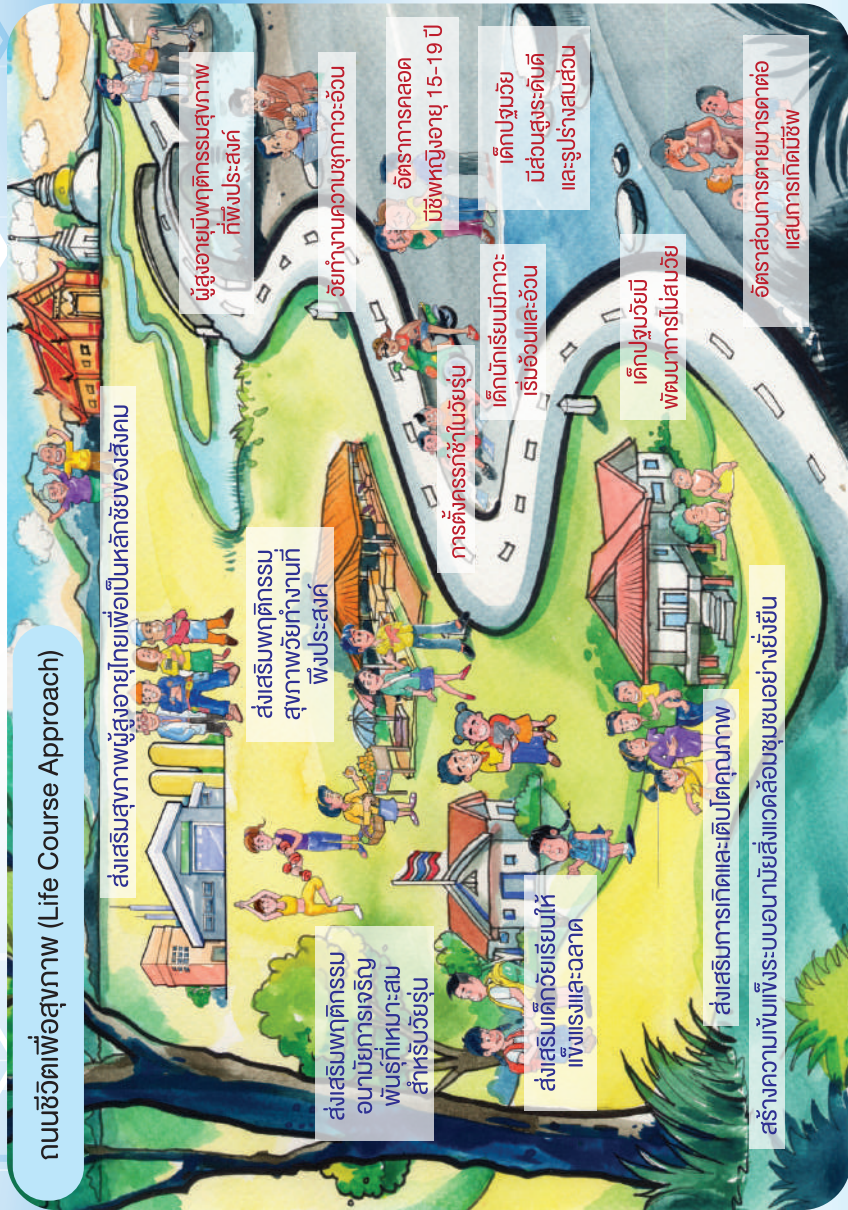 ถนนชีวิตเพื่อสุขภาพ (Life Course Approach)
ส่งเสริมสุขภาพผู้สูงอายุไทยเพื่อเป็นหลักชัยของสังคม
ส่งเสริมพฤติกรรม
สุขภาพวัยทำงานที่
พึงประสงค์
ส่งเสริมพฤติกรรม
อนามัยการเจริญ
พันธุ์ที่เหมาะสม
สำหรับวัยรุ่น
ส่งเสริมเด็กวัยเรียนให้
แข็งแรงและฉลาด
ส่งเสริมการเกิดและเติบโตคุณภาพ
สร้างความเข้มแข็งระบบอนามัยสิ่งแวดล้อมชุมชนอย่างยั่งยืน
ผู้สูงอายุมีพฤติกรรมสุขภาพ
ที่พึงประสงค์
วัยทำงานความชุกภาวะอ้วน
อัตราการคลอด
มีชีพหญิงอายุ 15-19 ปี
การตั้งครรภ์ซ้ำในวัยรุ่น
เด็กนักเรียนมีภาวะ
เริ่มอ้วนและอ้วน
เด็กปฐมวัย
มีส่วนสูงระดับดี
และรูปร่างสมส่วน
เด็กปฐมวัยมี
พัฒนาการไม่สมวัย
อัตราส่วนการตายมารดาต่อ
แสนการเกิดมีชีพ